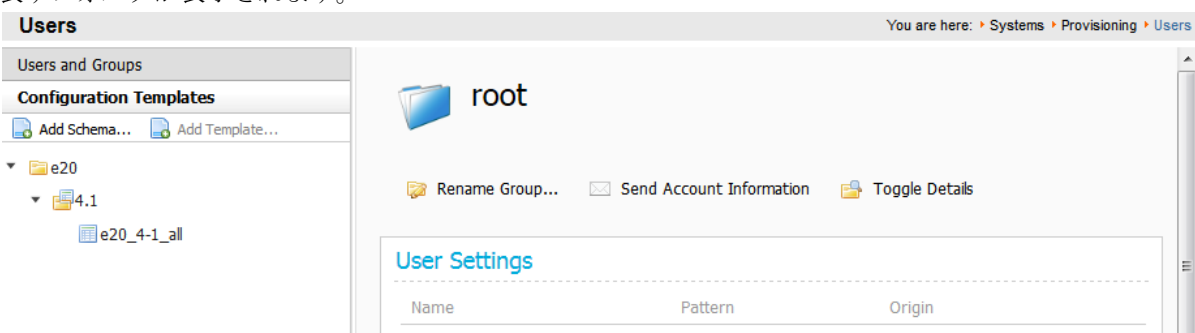 Users
You are here: Systems Provisioning Users
Users and Groups
Configuration Templates
Add Schema... Add Template...
e20
4.1
e20_4-1_all
root
Rename Group... Send Account Information Toggle Details
User Settings
Name Pattern Origin